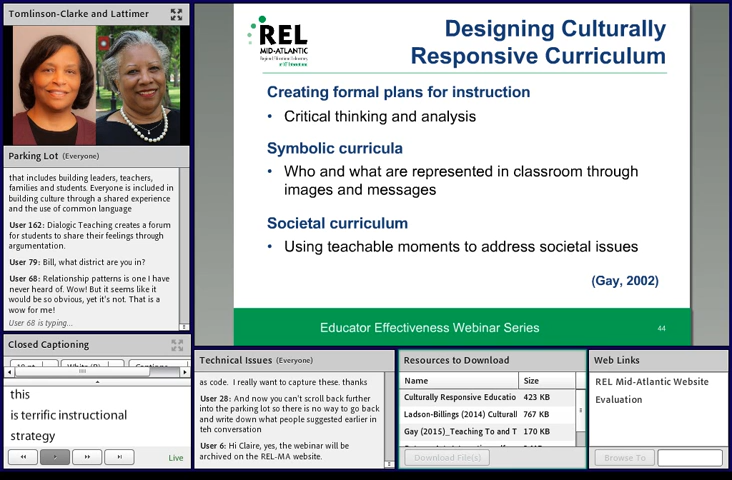 Tomlinson-Clarke and Lattimer
Parking Lot (Everyone)
that includes building leaders, teachers,
families and students. Everyone is included in
building culture through a shared experience
and the use of common language
User 162: Dialogic Teaching creates a forum
for students to share their feelings through
argumentation.
User 79: Bill, what district are you in?
User 68: Relationship patterns is one I have
never heard of. Wow! But it seems like it
would be so obvious, yet it's not. That is a
wow for me!
User 68 is typing...
Closed Captioning
this
is terrific instructional
strategy
Live
REL
MID-ATLANTIC
Designing Culturally
Responsive Curriculum
Creating formal plans for instruction
• Critical thinking and analysis
Symbolic curricula
• Who and what are represented in classroom through
images and messages
Societal curriculum
• Using teachable moments to address societal issues
(Gay, 2002)
Educator Effectiveness Webinar Series
44
Technical Issues (Everyone)
as code. I really want to capture these. thanks
User 28: And now you can't scroll back further
into the parking lot so there is no way to go back
and write down what people suggested earlier in
teh conversation
User 6: Hi Claire, yes, the webinar will be
archived on the REL-MA website.
Resources to Download
Name Size
Culturally Responsive Educatio 423 KB
Ladson-Billings (2014) Culturall 767 KB
Gay (2015)_Teaching To and T 170 KB
Download File(s)
Web Links
REL Mid-Atlantic Website
Evaluation
Browse To